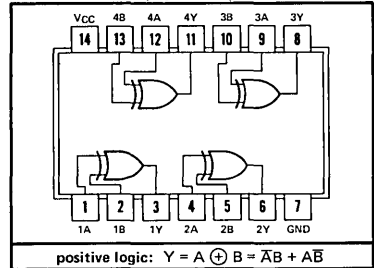 VCC 4B 4A 4Y 3B 3A 3Y
14 13 12 11 10 9 8
1 2 3 4 5 6 7
1A 1B 1Y 2A 2B 2Y GND
positive logic: Y = A ⊕ B = A̅B + AB̅